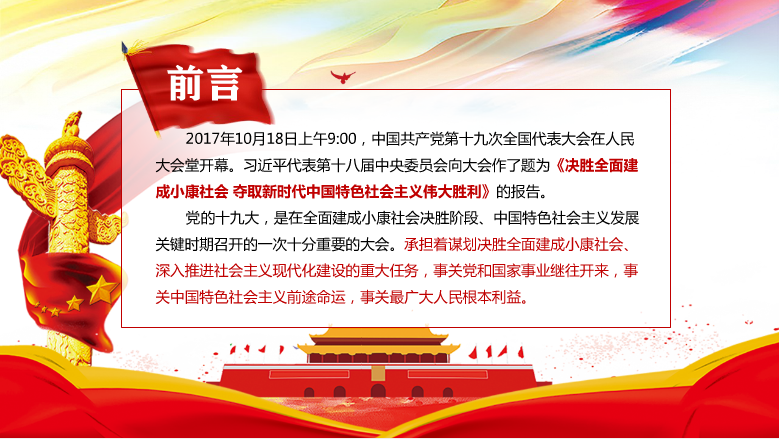 前言
2017年10月18日上午9:00，中国共产党第十九次全国代表大会在人民
大会堂开幕。习近平代表第十八届中央委员会向大会作了题为《决胜全面建
成小康社会 夺取新时代中国特色社会主义伟大胜利》的报告。
党的十九大，是在全面建成小康社会决胜阶段、中国特色社会主义发展
关键时期召开的一次十分重要的大会。承担着谋划决胜全面建成小康社会、
深入推进社会主义现代化建设的重大任务，事关党和国家事业继往开来，事
关中国特色社会主义前途命运，事关最广大人民根本利益。